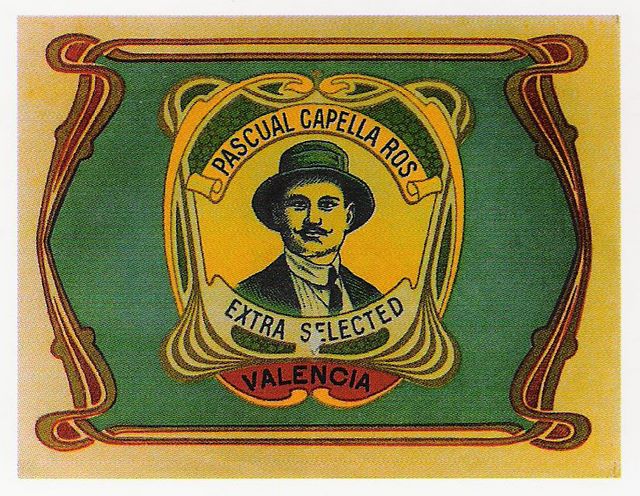 PASCUAL CAPELLA ROS
EXTRA SELECTED
VALENCIA